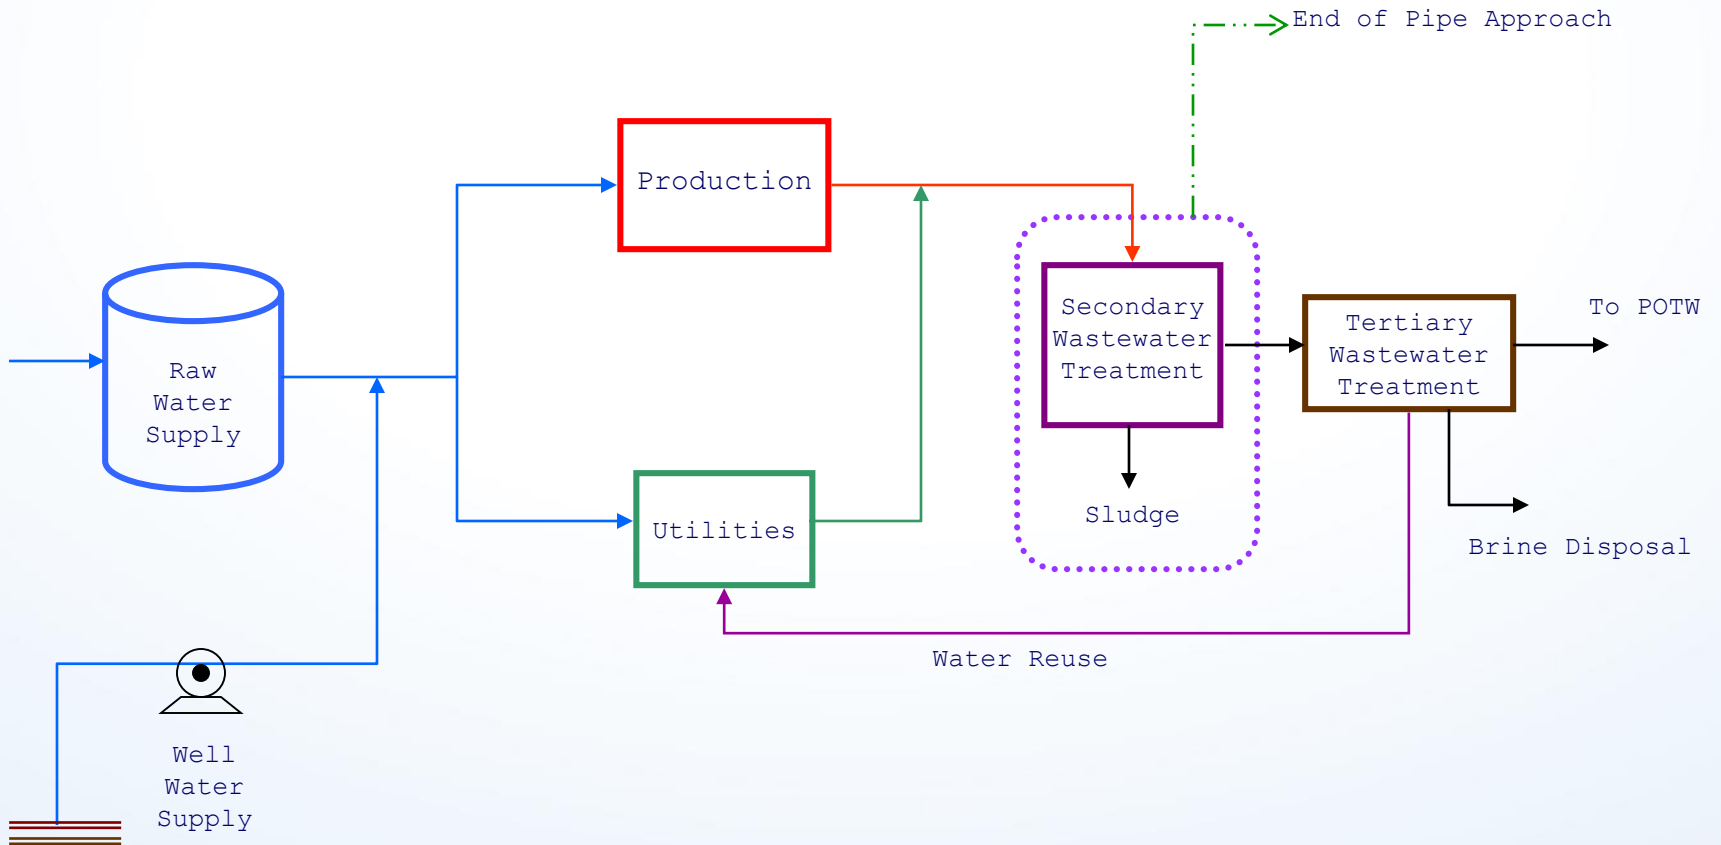 End of Pipe Approach
Production
Raw
Water
Supply
Secondary
Wastewater
Treatment
Tertiary
Wastewater
Treatment
To POTW
Utilities
Sludge
Brine Disposal
Water Reuse
Well
Water
Supply